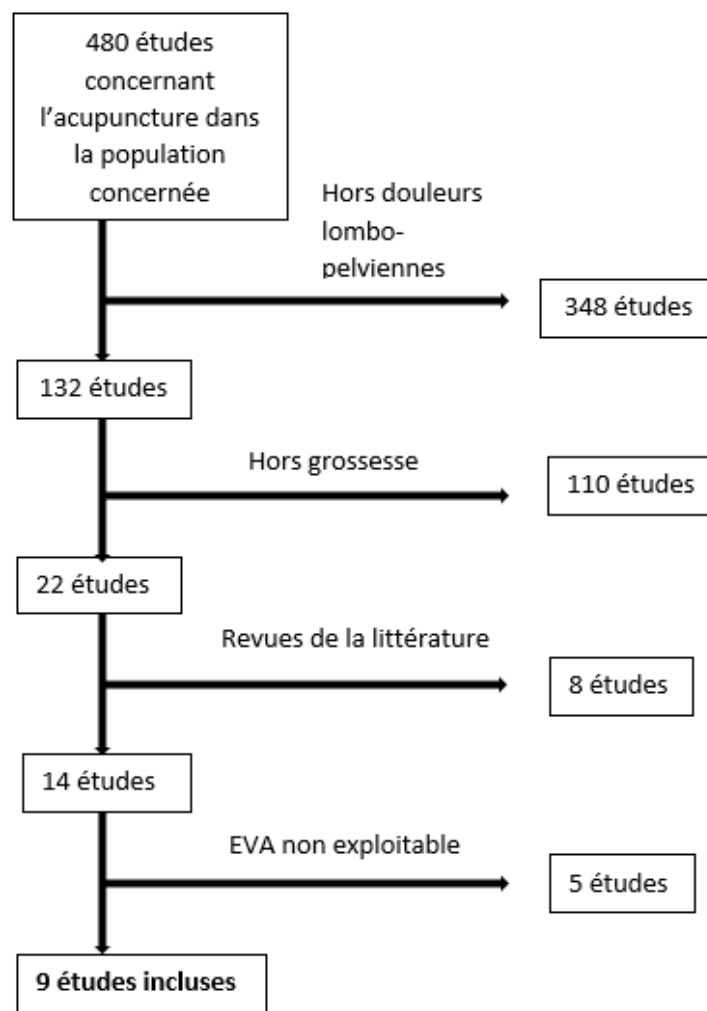 480 études
concernant
l'acupuncture dans
la population
concernée
Hors douleurs
lombo-
pelviennes
348 études
132 études
Hors grossesse
110 études
22 études
Revues de la littérature
8 études
14 études
EVA non exploitable
5 études
9 études incluses